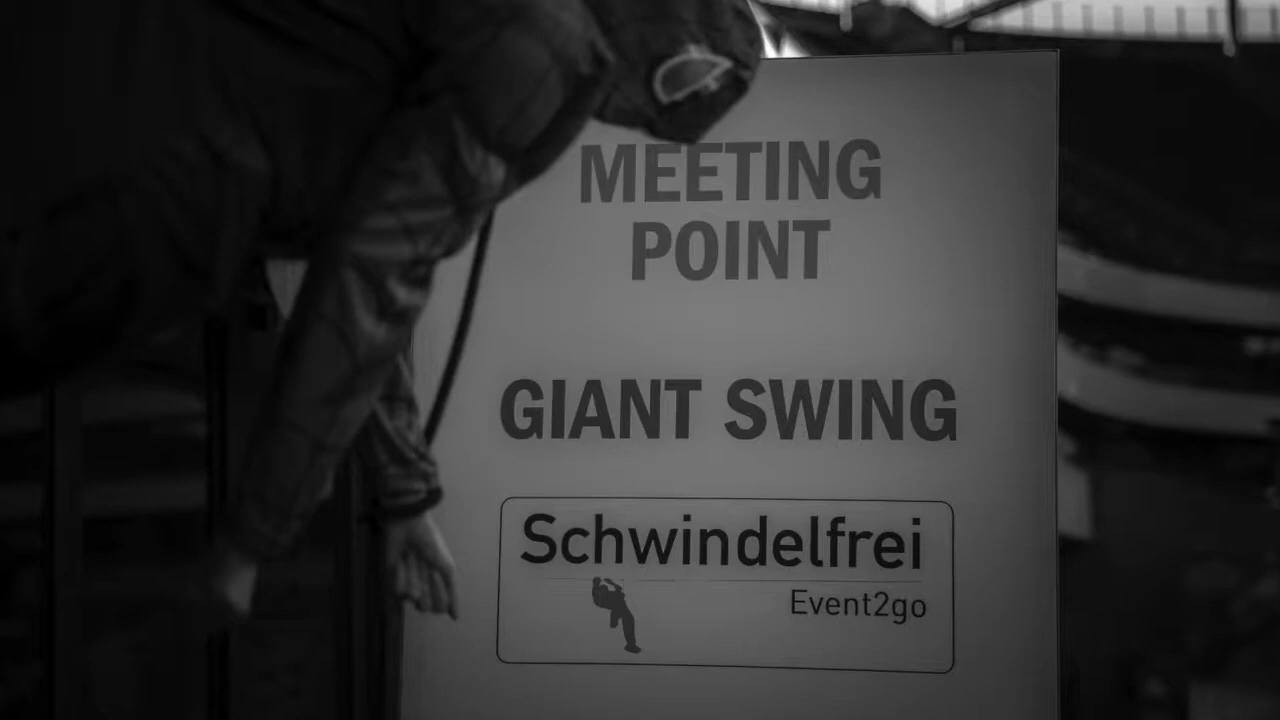 MEETING
POINT
GIANT SWING
Schwindelfrei
Event2go